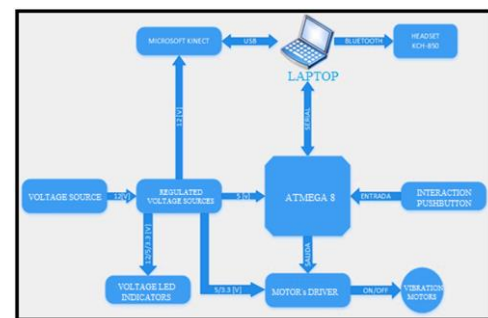 MICROSOFT KINECT
USB
LAPTOP
BLUETOOTH
HEADSET
KCH-850
12[V]
SERIAL
VOLTAGE SOURCE
12[V]
REGULATED
VOLTAGE SOURCES
ATMEGA 8
ENTRADA
INTERACTION
PUSHBUTTON
12/5/3.3 [V]
SALIDA
VOLTAGE LED
INDICATORS
5/3.3 [V]
MOTOR's DRIVER
ON/OFF
VIBRATION
MOTORS